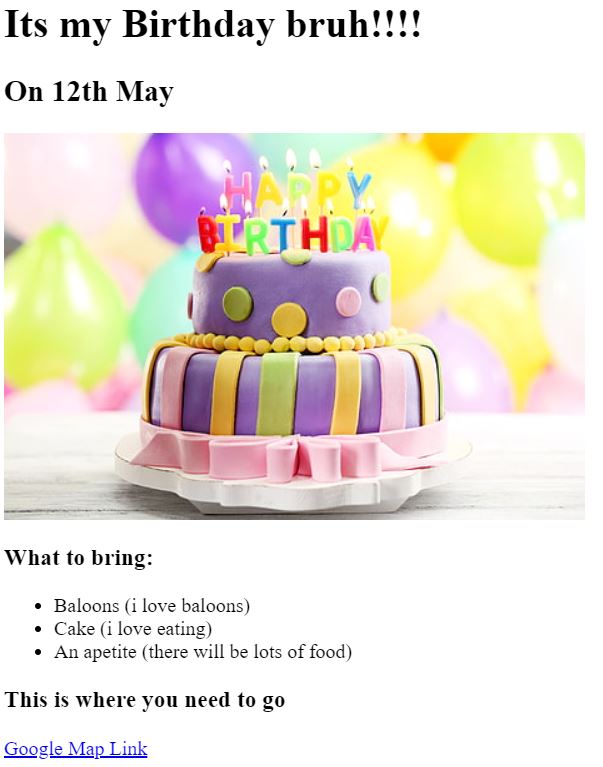 Its my Birthday bruh!!!!
On 12th May
HAPPY
BIRTHDAY
What to bring:
Baloons (i love baloons)
Cake (i love eating)
An apetite (there will be lots of food)
This is where you need to go
Google Map Link